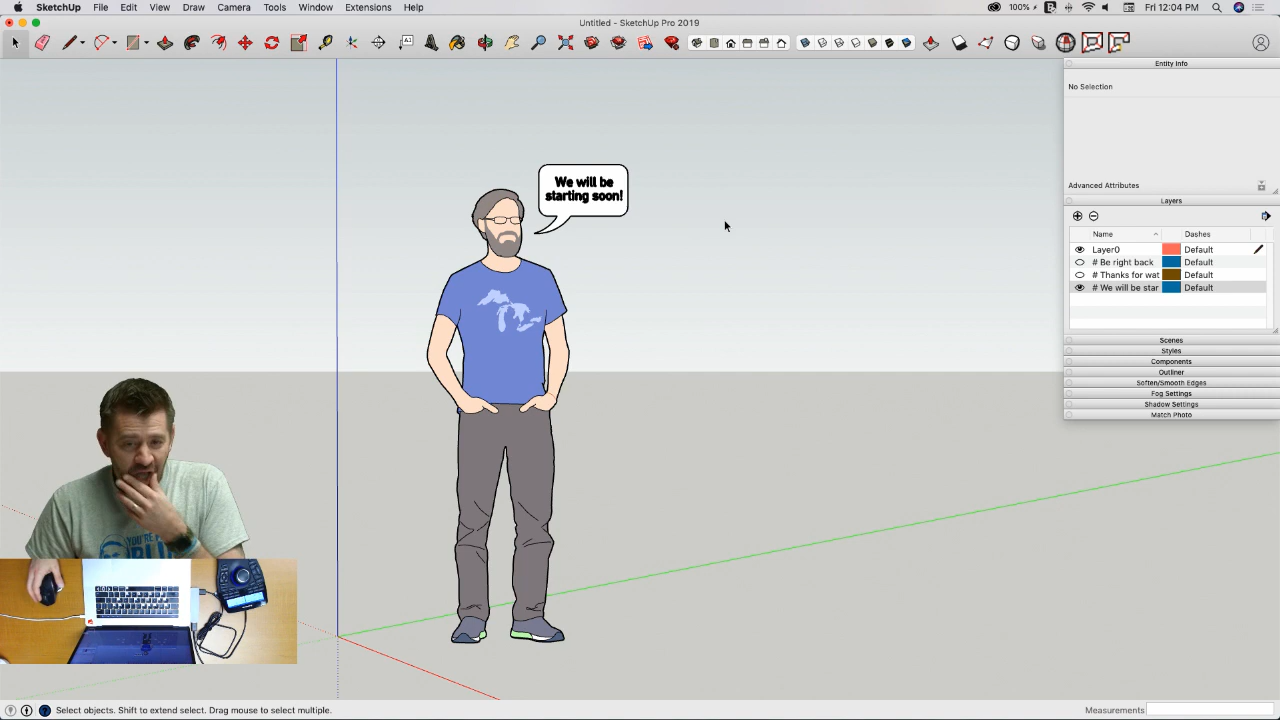 SketchUp File Edit View Camera Draw Tools Window Extensions Help
100% Fri 12:04 PM
Untitled - SketchUp Pro 2019
Entity Info
No Selection
Advanced Attributes
Layers
Name Dashes
Layer0 Default
# Be right back Default
# Thanks for wat Default
# We will be star Default
Scenes
Styles
Components
Outliner
Soften/Smooth Edges
Fog Settings
Shadow Settings
Match Photo
We will be
starting soon!
YOU'RE
BLU
Select objects. Shift to extend select. Drag mouse to select multiple.
Measurements